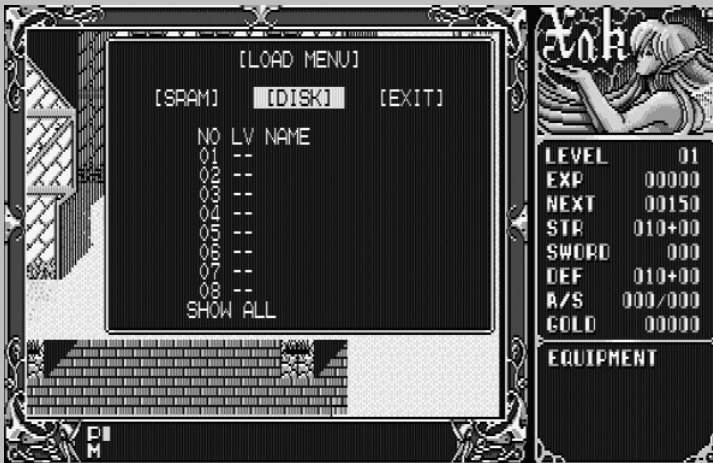 [LOAD MENU]
[SRAM] [DISK] [EXIT]
NO LV NAME
01 --
02 --
03 --
04 --
05 --
06 --
07 --
08 --
SHOW ALL
P
M
Xak
LEVEL 01
EXP 00000
NEXT 00150
STR 010+00
SWORD 000
DEF 010+00
A/S 000/000
GOLD 00000
EQUIPMENT